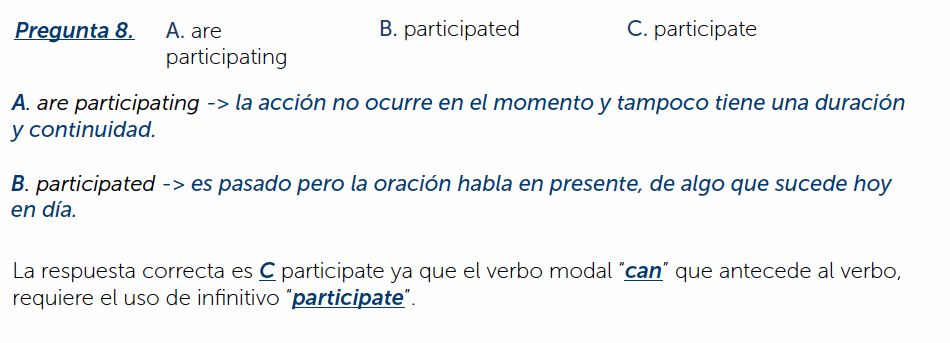 Pregunta 8. A. are participating B. participated C. participate
A. are participating -> la acción no ocurre en el momento y tampoco tiene una duración
y continuidad.
B. participated -> es pasado pero la oración habla en presente, de algo que sucede hoy
en día.
La respuesta correcta es C participate ya que el verbo modal "can" que antecede al verbo,
requiere el uso de infinitivo "participate".